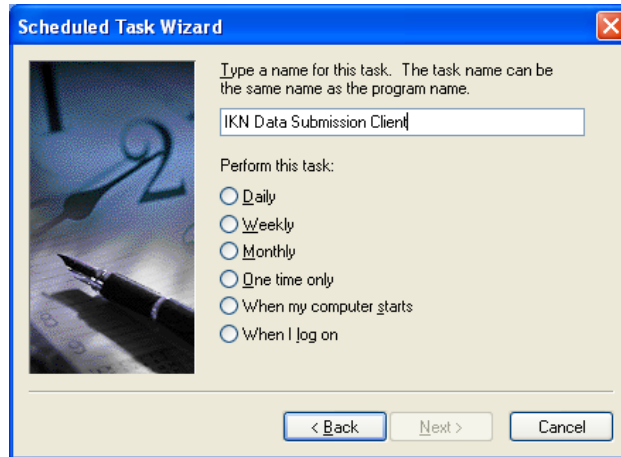 Scheduled Task Wizard
Type a name for this task. The task name can be
the same name as the program name.
IKN Data Submission Client
Perform this task:
Daily
Weekly
Monthly
One time only
When my computer starts
When I log on
< Back Next > Cancel